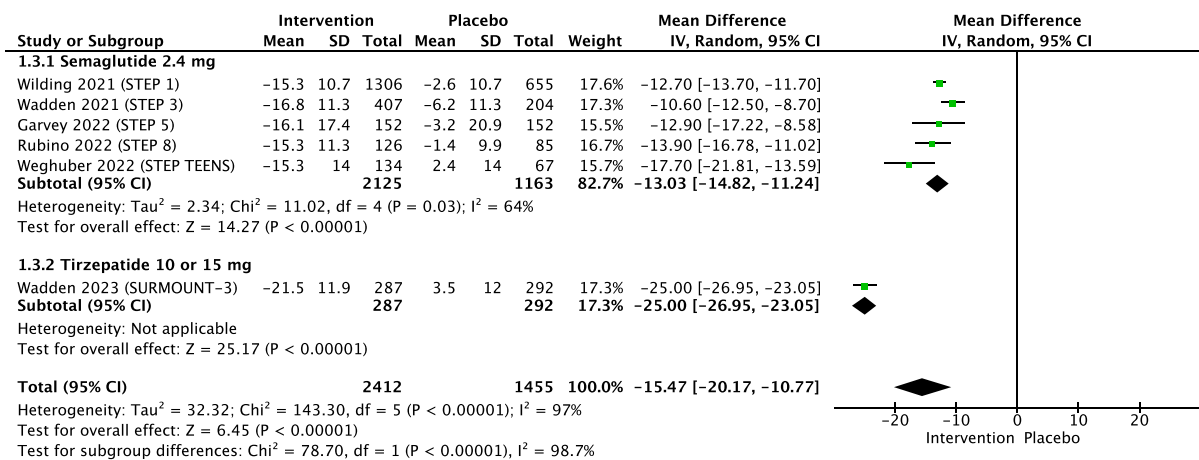 Intervention Placebo Mean Difference Mean Difference
Study or Subgroup Mean SD Total Mean SD Total Weight IV, Random, 95% CI IV, Random, 95% CI
1.3.1 Semaglutide 2.4 mg
Wilding 2021 (STEP 1) −15.3 10.7 1306 −2.6 10.7 655 17.6% −12.70 [−13.70, −11.70]
Wadden 2021 (STEP 3) −16.8 11.3 407 −6.2 11.3 204 17.3% −10.60 [−12.50, −8.70]
Garvey 2022 (STEP 5) −16.1 17.4 152 −3.2 20.9 152 15.5% −12.90 [−17.22, −8.58]
Rubino 2022 (STEP 8) −15.3 11.3 126 −1.4 9.9 85 16.7% −13.90 [−16.78, −11.02]
Weghuber 2022 (STEP TEENS) −15.3 14 134 2.4 14 67 15.7% −17.70 [−21.81, −13.59]
Subtotal (95% CI) 2125 1163 82.7% −13.03 [−14.82, −11.24]
Heterogeneity: Tau² = 2.34; Chi² = 11.02, df = 4 (P = 0.03); I² = 64%
Test for overall effect: Z = 14.27 (P < 0.00001)
1.3.2 Tirzepatide 10 or 15 mg
Wadden 2023 (SURMOUNT−3) −21.5 11.9 287 3.5 12 292 17.3% −25.00 [−26.95, −23.05]
Subtotal (95% CI) 287 292 17.3% −25.00 [−26.95, −23.05]
Heterogeneity: Not applicable
Test for overall effect: Z = 25.17 (P < 0.00001)
Total (95% CI) 2412 1455 100.0% −15.47 [−20.17, −10.77]
Heterogeneity: Tau² = 32.32; Chi² = 143.30, df = 5 (P < 0.00001); I² = 97%
Test for overall effect: Z = 6.45 (P < 0.00001)
Test for subgroup differences: Chi² = 78.70, df = 1 (P < 0.00001), I² = 98.7%
−20 −10 0 10 20
Intervention Placebo